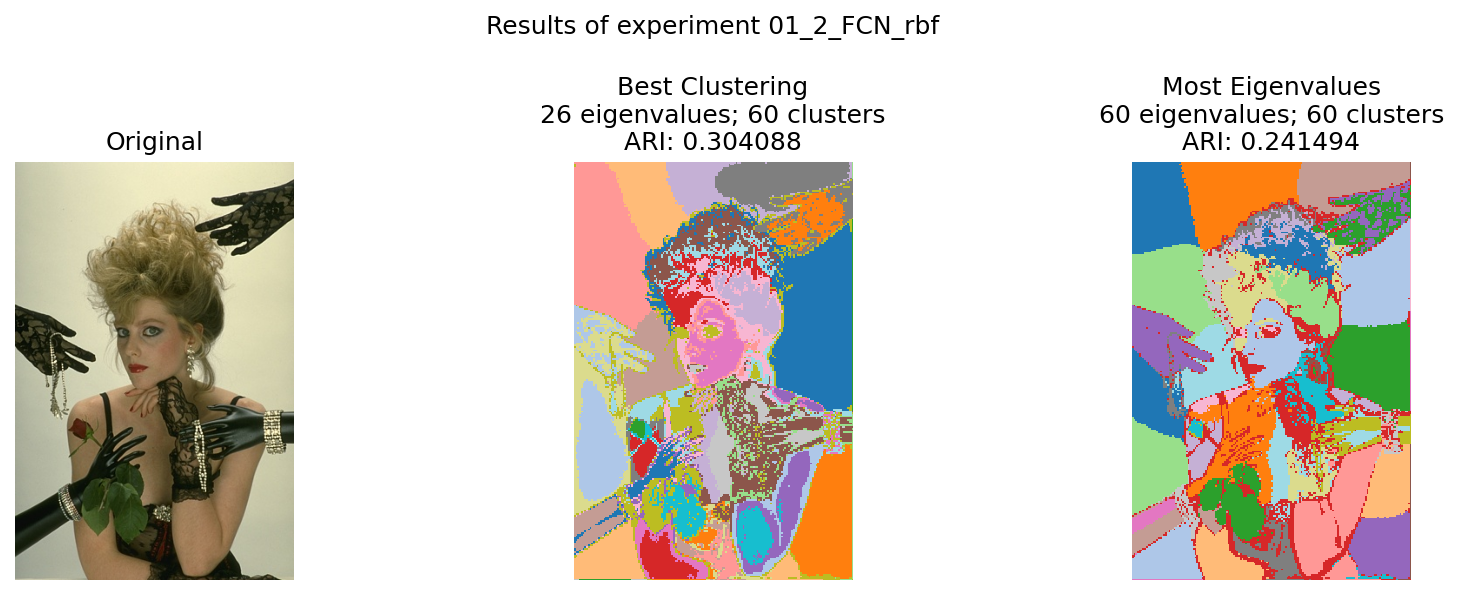 Results of experiment 01_2_FCN_rbf
Original
Best Clustering
26 eigenvalues; 60 clusters
ARI: 0.304088
Most Eigenvalues
60 eigenvalues; 60 clusters
ARI: 0.241494